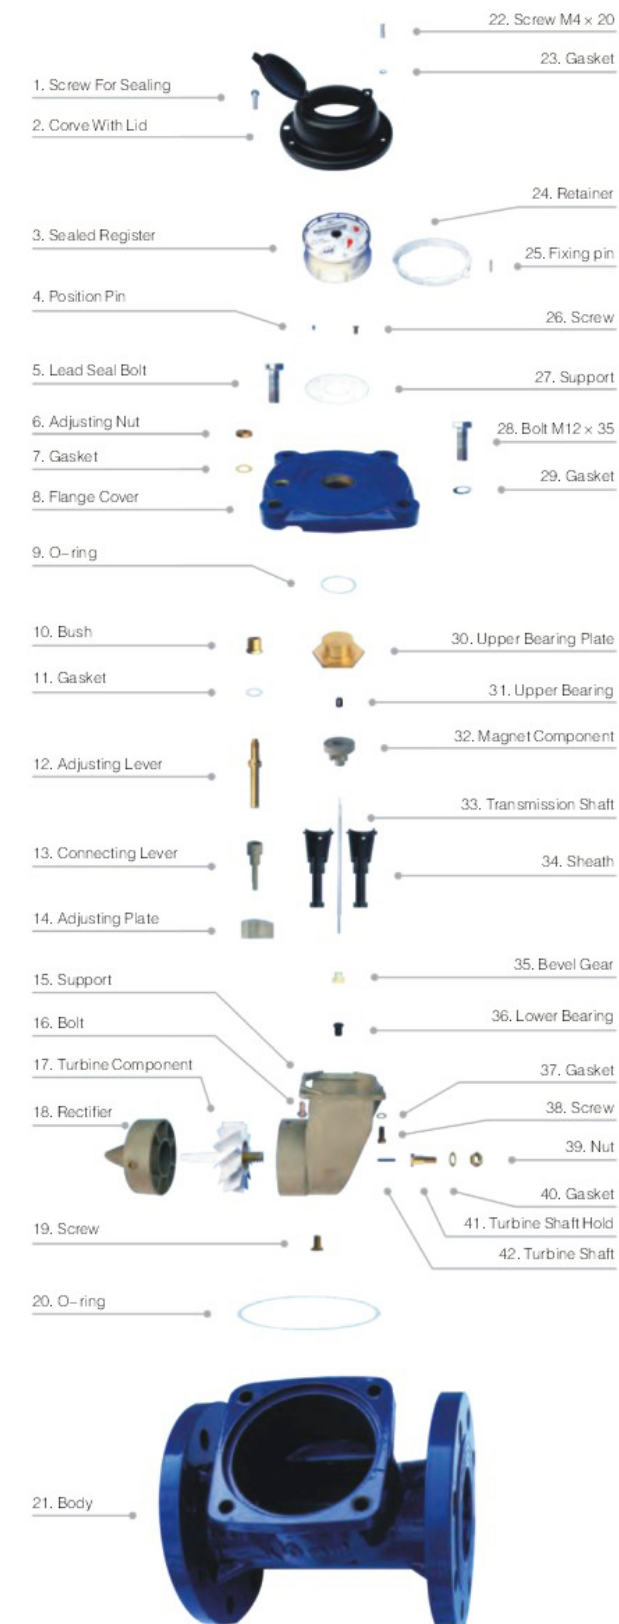 22. Screw M4 × 20
23. Gasket
1. Screw For Sealing
2. Corve With Lid
24. Retainer
3. Sealed Register
25. Fixing pin
4. Position Pin
26. Screw
5. Lead Seal Bolt
27. Support
6. Adjusting Nut
28. Bolt M12 × 35
7. Gasket
29. Gasket
8. Flange Cover
9. O-ring
10. Bush
30. Upper Bearing Plate
11. Gasket
31. Upper Bearing
32. Magnet Component
12. Adjusting Lever
33. Transmission Shaft
13. Connecting Lever
34. Sheath
14. Adjusting Plate
35. Bevel Gear
15. Support
36. Lower Bearing
16. Bolt
17. Turbine Component
37. Gasket
18. Rectifier
38. Screw
39. Nut
40. Gasket
41. Turbine Shaft Hold
19. Screw
42. Turbine Shaft
20. O-ring
21. Body